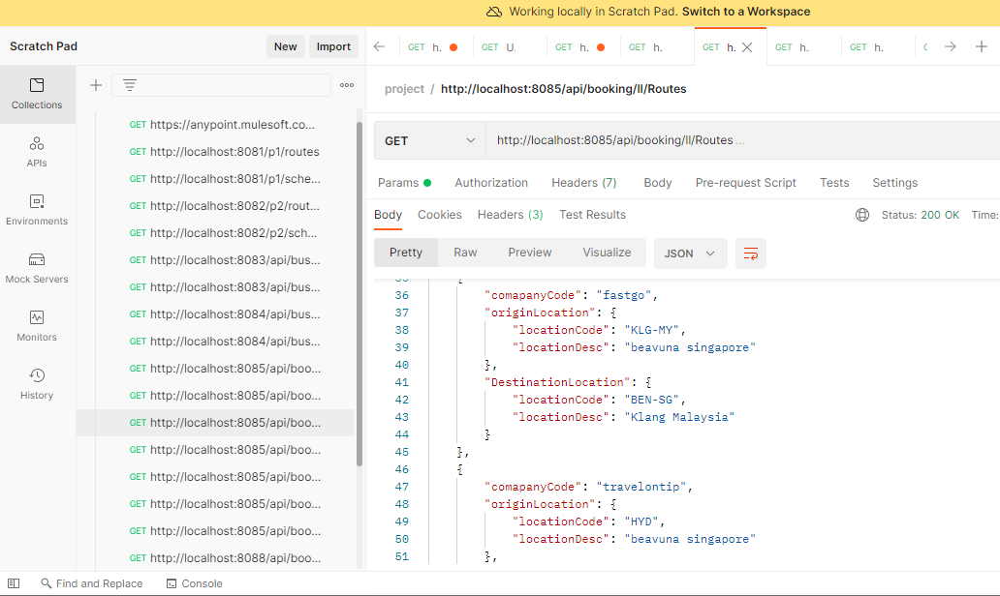 Working locally in Scratch Pad. Switch to a Workspace
Scratch Pad
New
Import
GET h.
GET U.
GET h.
GET h.
GET h.
GET h.
GET h.
Collections
APIs
Environments
Mock Servers
Monitors
History
GET https://anypoint.mulesoft.co...
GET http://localhost:8081/p1/routes
GET http://localhost:8081/p1/sche...
GET http://localhost:8082/p2/rout...
GET http://localhost:8082/p2/sch...
GET http://localhost:8083/api/bus...
GET http://localhost:8083/api/bus...
GET http://localhost:8084/api/bus...
GET http://localhost:8084/api/bus...
GET http://localhost:8085/api/boo...
GET http://localhost:8085/api/boo...
GET http://localhost:8085/api/boo...
GET http://localhost:8085/api/boo...
GET http://localhost:8085/api/boo...
GET http://localhost:8085/api/boo...
GET http://localhost:8085/api/boo...
GET http://localhost:8088/api/boo...
project / http://localhost:8085/api/booking/ll/Routes
GET http://localhost:8085/api/booking/ll/Routes ...
Params Authorization Headers (7) Body Pre-request Script Tests Settings
Body Cookies Headers (3) Test Results Status: 200 OK Time:
Pretty Raw Preview Visualize JSON
35 {
36 "comapanyCode": "fastgo",
37 "originLocation": {
38 "locationCode": "KLG-MY",
39 "locationDesc": "beavuna singapore"
40 },
41 "DestinationLocation": {
42 "locationCode": "BEN-SG",
43 "locationDesc": "Klang Malaysia"
44 }
45 },
46 {
47 "comapanyCode": "travelontip",
48 "originLocation": {
49 "locationCode": "HYD",
50 "locationDesc": "beavuna singapore"
51 },
Find and Replace Console